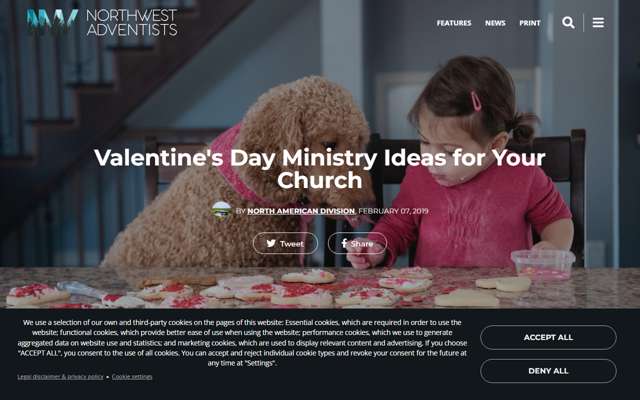 NORTHWEST
ADVENTISTS
FEATURES NEWS PRINT
Valentine's Day Ministry Ideas for Your
Church
BY NORTH AMERICAN DIVISION, FEBRUARY 07, 2019
Tweet Share
We use a selection of our own and third-party cookies on the pages of this website: Essential cookies, which are required in order to use the
website; functional cookies, which provide better ease of use when using the website; performance cookies, which we use to generate
aggregated data on website use and statistics; and marketing cookies, which are used to display relevant content and advertising. If you choose
"ACCEPT ALL", you consent to the use of all cookies. You can accept and reject individual cookie types and revoke your consent for the future at
any time at "Settings".
Legal disclaimer & privacy policy • Cookie settings
ACCEPT ALL
DENY ALL